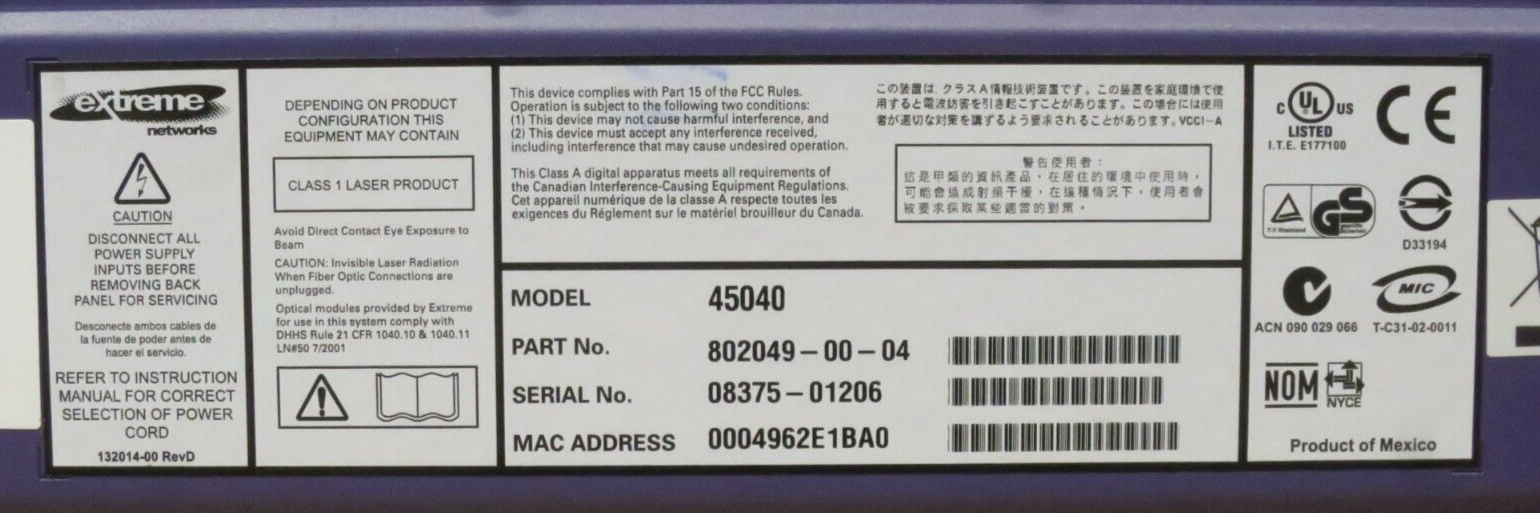 extreme
networks
CAUTION
DISCONNECT ALL
POWER SUPPLY
INPUTS BEFORE
REMOVING BACK
PANEL FOR SERVICING
Desconecte ambos cables de
la fuente de poder antes de
hacer el servicio.
REFER TO INSTRUCTION
MANUAL FOR CORRECT
SELECTION OF POWER
CORD
132014-00 RevD
DEPENDING ON PRODUCT
CONFIGURATION THIS
EQUIPMENT MAY CONTAIN
CLASS 1 LASER PRODUCT
Avoid Direct Contact Eye Exposure to
Beam
CAUTION: Invisible Laser Radiation
When Fiber Optic Connections are
unplugged.
Optical modules provided by Extreme
for use in this system comply with
DHHS Rule 21 CFR 1040.10 & 1040.11
LN#50 7/2001
This device complies with Part 15 of the FCC Rules.
Operation is subject to the following two conditions:
(1) This device may not cause harmful interference, and
(2) This device must accept any interference received,
including interference that may cause undesired operation.
This Class A digital apparatus meets all requirements of
the Canadian Interference-Causing Equipment Regulations.
Cet appareil numérique de la classe A respecte toutes les
exigences du Réglement sur le matériel brouilleur du Canada.
この装置は, クラスA情報技術装置です。この装置を家庭環境で使
用すると電波妨害を引き起こすことがあります。この場合には使用
者が適切な対策を講ずるよう要求されることがあります。VCCI-A
警告使用者:
這是甲類的資訊產品,在居住的環境中使用時,
可能會造成射頻干擾,在這種情況下,使用者會
被要求採取某些適當的對策。
MODEL 45040
PART No. 802049-00-04
SERIAL No. 08375-01206
MAC ADDRESS 0004962E1BA0
C UL US
LISTED
I.T.E. E177100
CE
TÜV Rheinland
GS
geprüfte
Sicherheit
D33194
ACN 090 029 066
MIC
T-C31-02-0011
NOM
NYCE
Product of Mexico